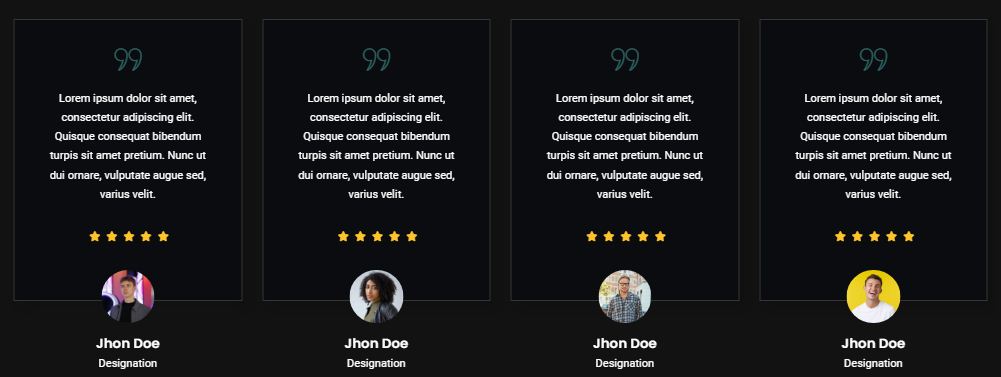 Lorem ipsum dolor sit amet,
consectetur adipiscing elit.
Quisque consequat bibendum
turpis sit amet pretium. Nunc ut
dui ornare, vulputate augue sed,
varius velit.
Jhon Doe
Designation
Lorem ipsum dolor sit amet,
consectetur adipiscing elit.
Quisque consequat bibendum
turpis sit amet pretium. Nunc ut
dui ornare, vulputate augue sed,
varius velit.
Jhon Doe
Designation
Lorem ipsum dolor sit amet,
consectetur adipiscing elit.
Quisque consequat bibendum
turpis sit amet pretium. Nunc ut
dui ornare, vulputate augue sed,
varius velit.
Jhon Doe
Designation
Lorem ipsum dolor sit amet,
consectetur adipiscing elit.
Quisque consequat bibendum
turpis sit amet pretium. Nunc ut
dui ornare, vulputate augue sed,
varius velit.
Jhon Doe
Designation